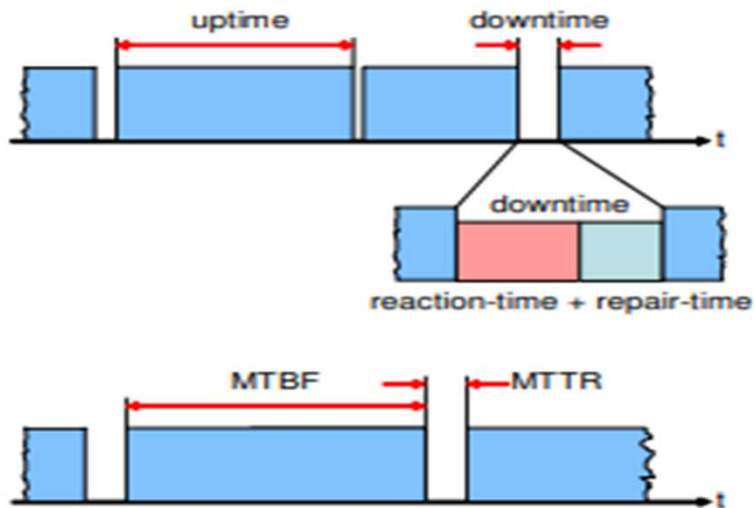 uptime downtime
t
downtime
reaction-time + repair-time
MTBF MTTR
t